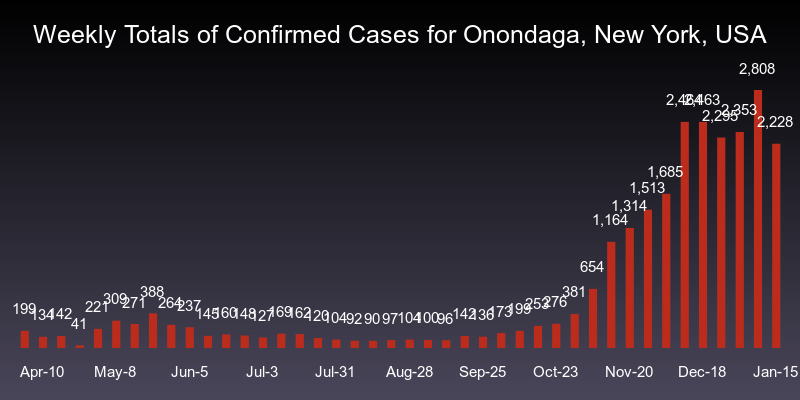 Weekly Totals of Confirmed Cases for Onondaga, New York, USA
199 134 142 41 221 309 271 388 264 237 145 160 148 127 169 162 120 104 92 90 97 104 100 96 142 136 173 199 253 276 381 654 1,164 1,314 1,513 1,685 2,464 2,463 2,295 2,353 2,808 2,228
Apr-10 May-8 Jun-5 Jul-3 Jul-31 Aug-28 Sep-25 Oct-23 Nov-20 Dec-18 Jan-15